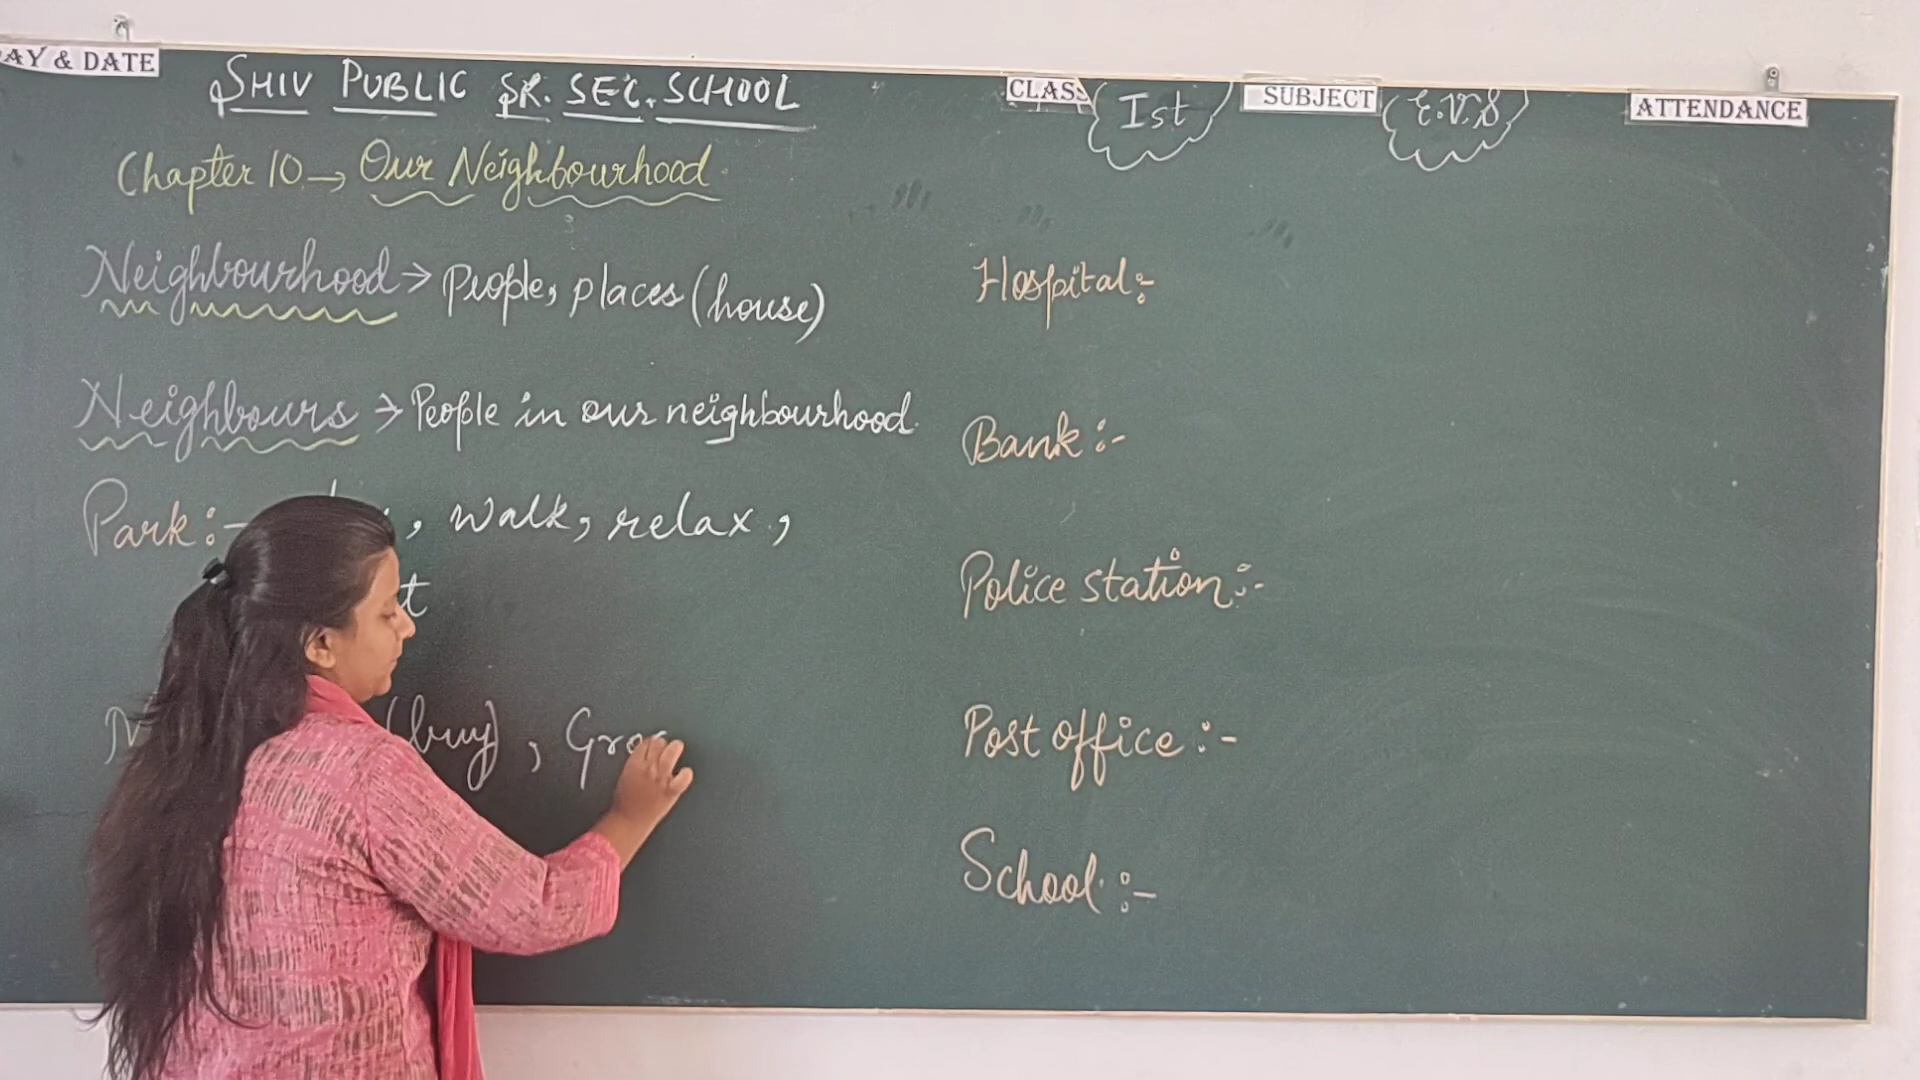 AY & DATE
SHIV PUBLIC SR. SEC. SCHOOL
CLASS
Ist
SUBJECT
E.V.S
ATTENDANCE
Chapter 10 → Our Neighbourhood
Neighbourhood → People, places (house)
Neighbours → People in our neighbourhood.
Park :- , walk, relax,
(buy), Groc
Hospital :-
Bank :-
Police station :-
Post office :-
School :-